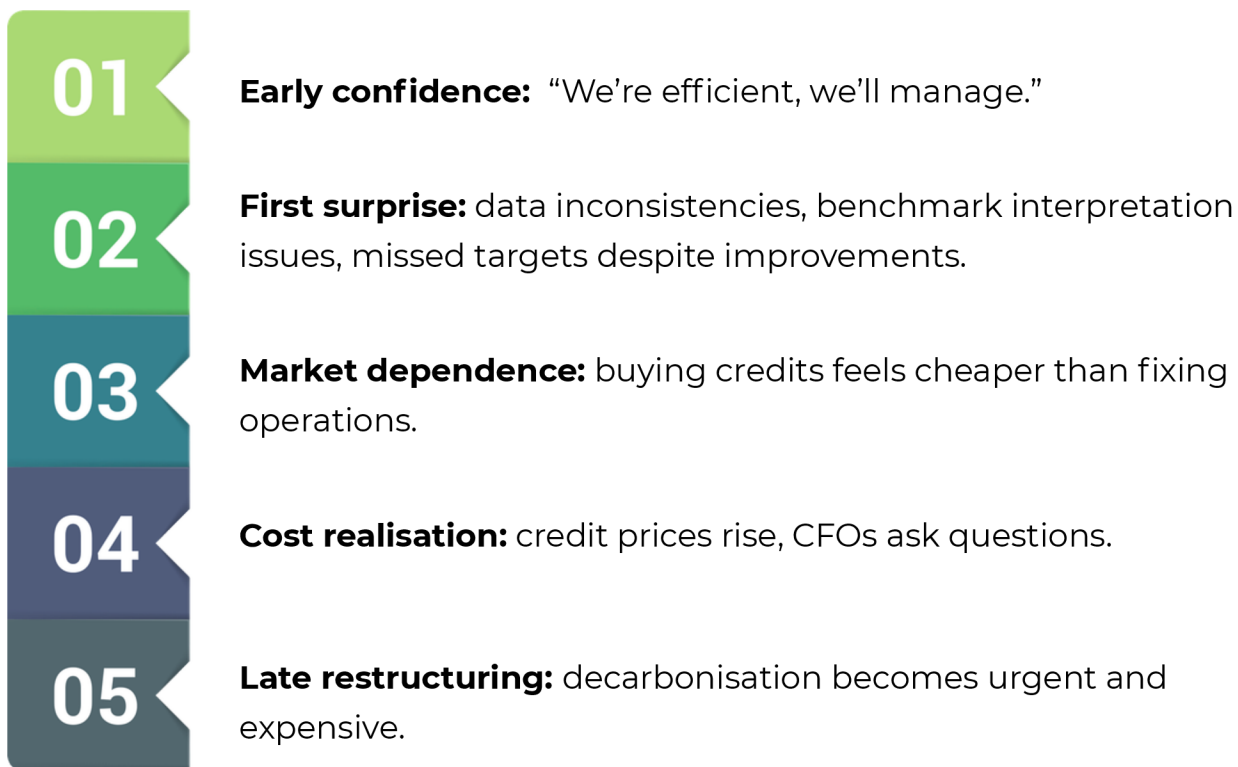 01
Early confidence: “We’re efficient, we’ll manage.”
02
First surprise: data inconsistencies, benchmark interpretation
issues, missed targets despite improvements.
03
Market dependence: buying credits feels cheaper than fixing
operations.
04
Cost realisation: credit prices rise, CFOs ask questions.
05
Late restructuring: decarbonisation becomes urgent and
expensive.